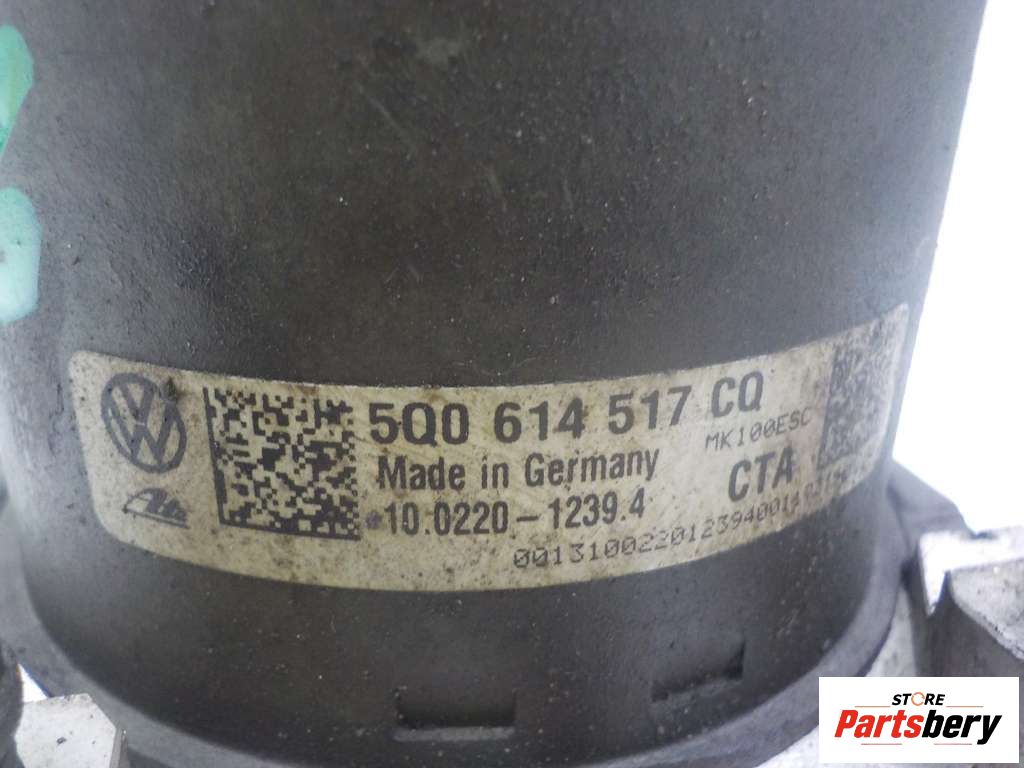 5Q0 614 517 CQ
MK100ESC
Made in Germany
CTA
10.0220-1239.4
Ate
STORE
Partsbery